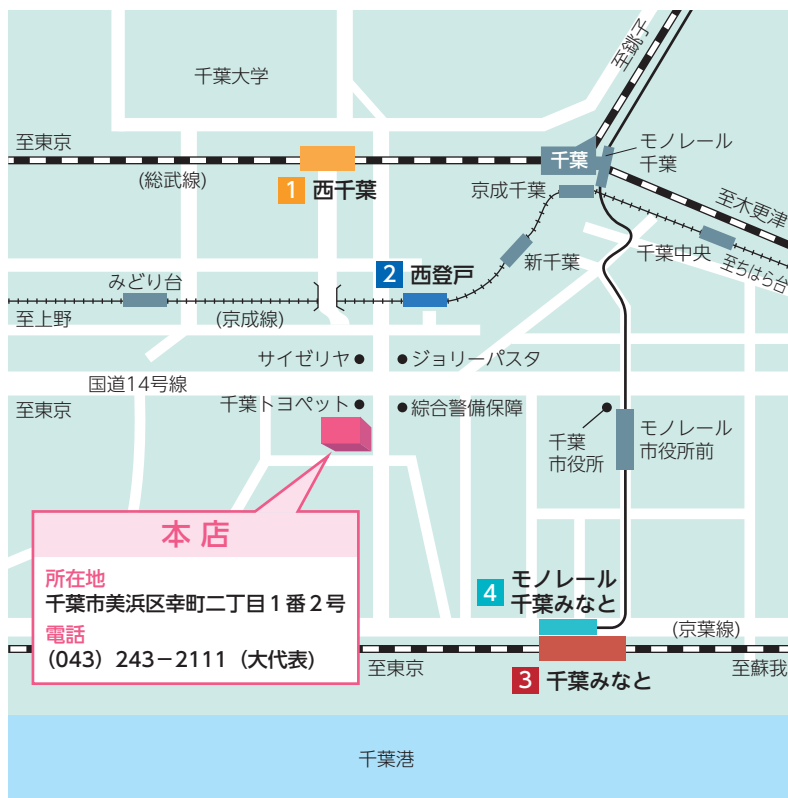 千葉大学
至銚子
至東京
モノレール
千葉
千葉
(総武線)
1 西千葉
京成千葉
至木更津
新千葉
千葉中央
至ちはら台
2 西登戸
みどり台
至上野
(京成線)
サイゼリヤ
ジョリーパスタ
国道14号線
至東京
千葉トヨペット
綜合警備保障
千葉
市役所
モノレール
市役所前
本店
所在地
千葉市美浜区幸町二丁目1番2号
電話
(043) 243-2111 (大代表)
4 モノレール
千葉みなと
(京葉線)
至東京
至蘇我
3 千葉みなと
千葉港